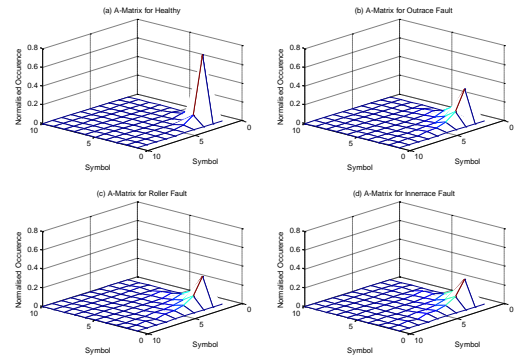 (a) A-Matrix for Healthy
Normalised Occurence
0.8
0.6
0.4
0.2
0
10
5
0
10
5
0
Symbol
Symbol
(b) A-Matrix for Outrace Fault
Normalised Occurence
0.8
0.6
0.4
0.2
0
10
5
0
10
5
0
Symbol
Symbol
(c) A-Matrix for Roller Fault
Normalised Occurence
0.8
0.6
0.4
0.2
0
10
5
0
10
5
0
Symbol
Symbol
(d) A-Matrix for Innerrace Fault
Normalised Occurence
0.8
0.6
0.4
0.2
0
10
5
0
10
5
0
Symbol
Symbol